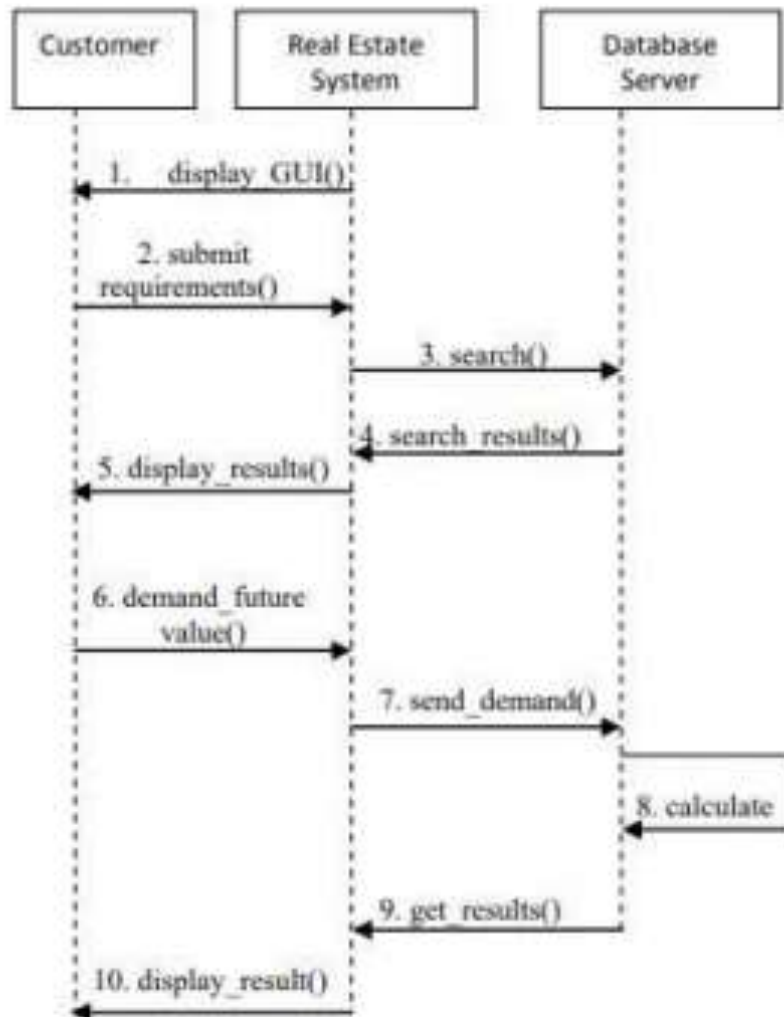 Customer
Real Estate
System
Database
Server
1. display_GUI()
2. submit
requirements()
3. search()
4. search_results()
5. display_results()
6. demand_future
value()
7. send_demand()
8. calculate
9. get_results()
10. display_result()